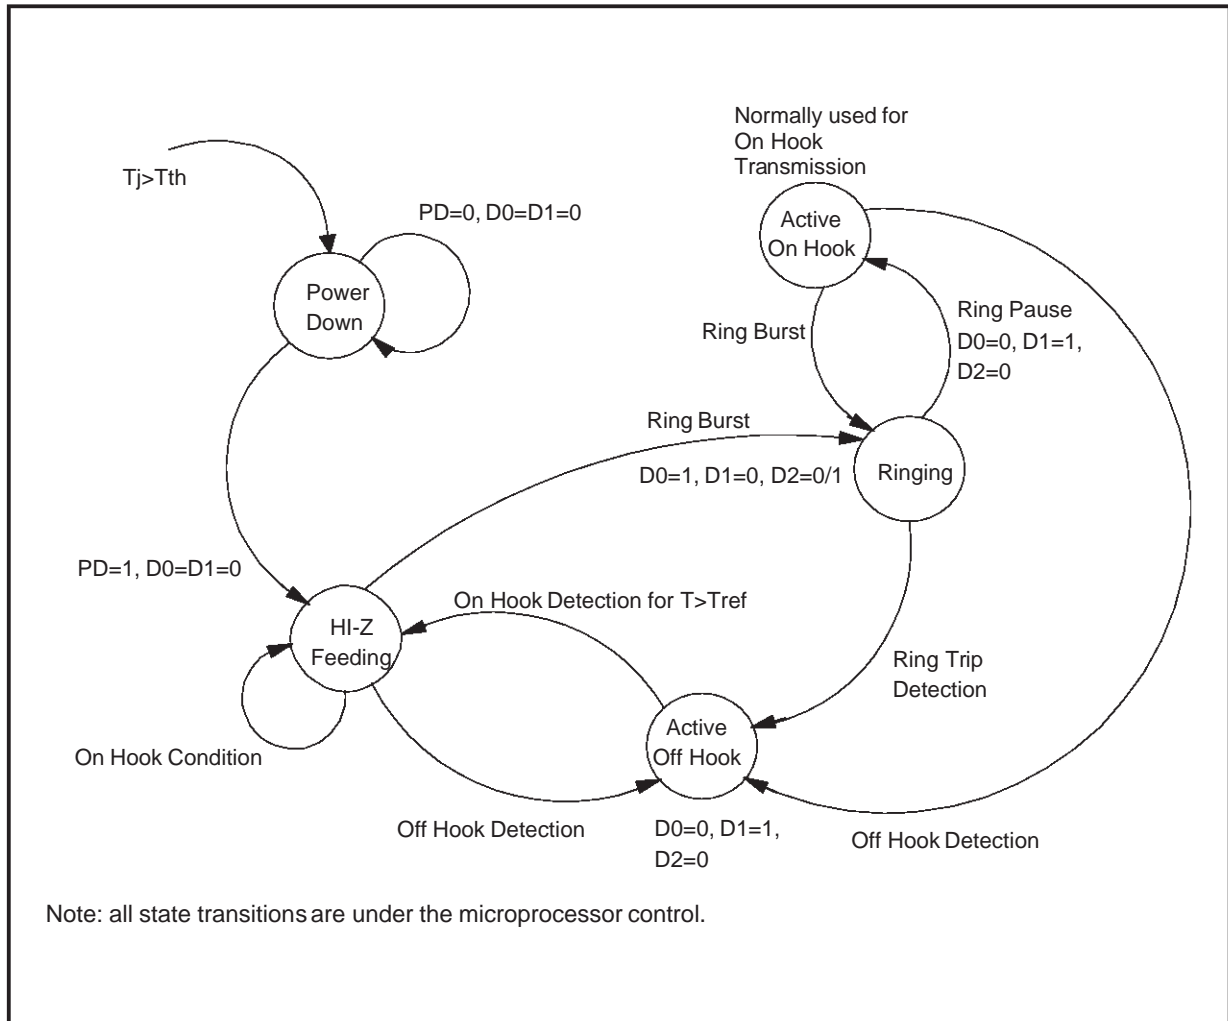 Normally used for
On Hook
Transmission
Tj>Tth
PD=0, D0=D1=0
Active
On Hook
Power
Down
Ring Burst
Ring Pause
D0=0, D1=1,
D2=0
Ring Burst
D0=1, D1=0, D2=0/1
Ringing
PD=1, D0=D1=0
On Hook Detection for T>Tref
HI-Z
Feeding
Ring Trip
Detection
Active
Off Hook
On Hook Condition
Off Hook Detection
D0=0, D1=1,
D2=0
Off Hook Detection
Note: all state transitions are under the microprocessor control.